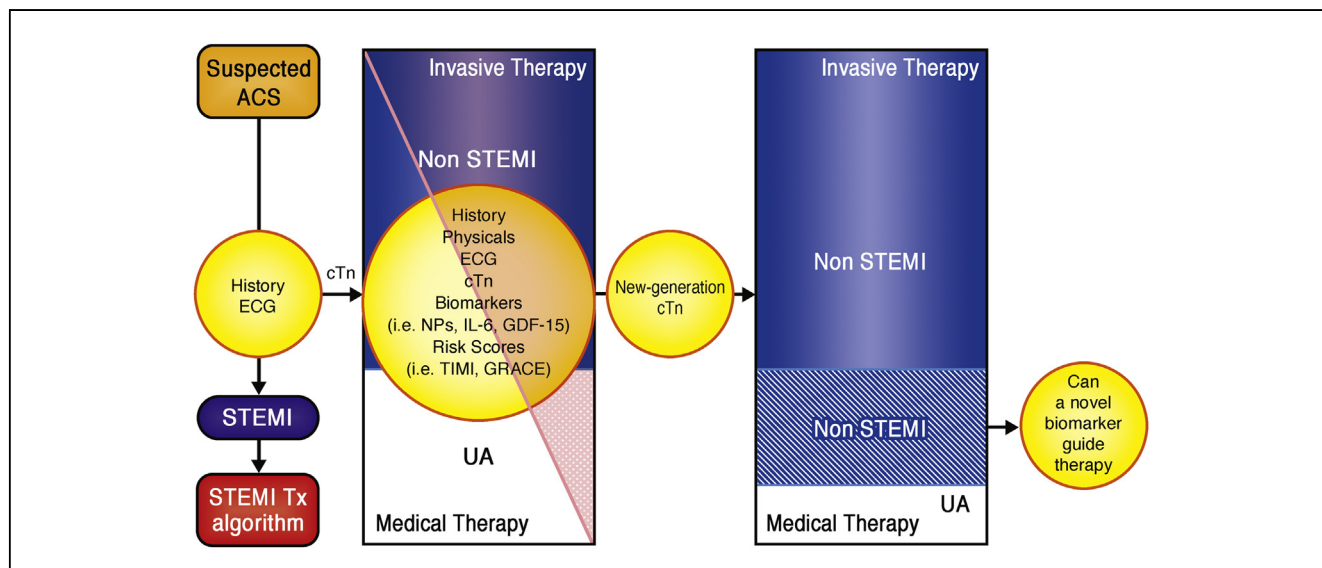 Suspected
ACS
History
ECG
STEMI
STEMI Tx
algorithm
cTn
Invasive Therapy
Non STEMI
History
Physicals
ECG
cTn
Biomarkers
(i.e. NPs, IL-6, GDF-15)
Risk Scores
(i.e. TIMI, GRACE)
UA
Medical Therapy
New-generation
cTn
Invasive Therapy
Non STEMI
Non STEMI
UA
Medical Therapy
Can
a novel
biomarker
guide
therapy